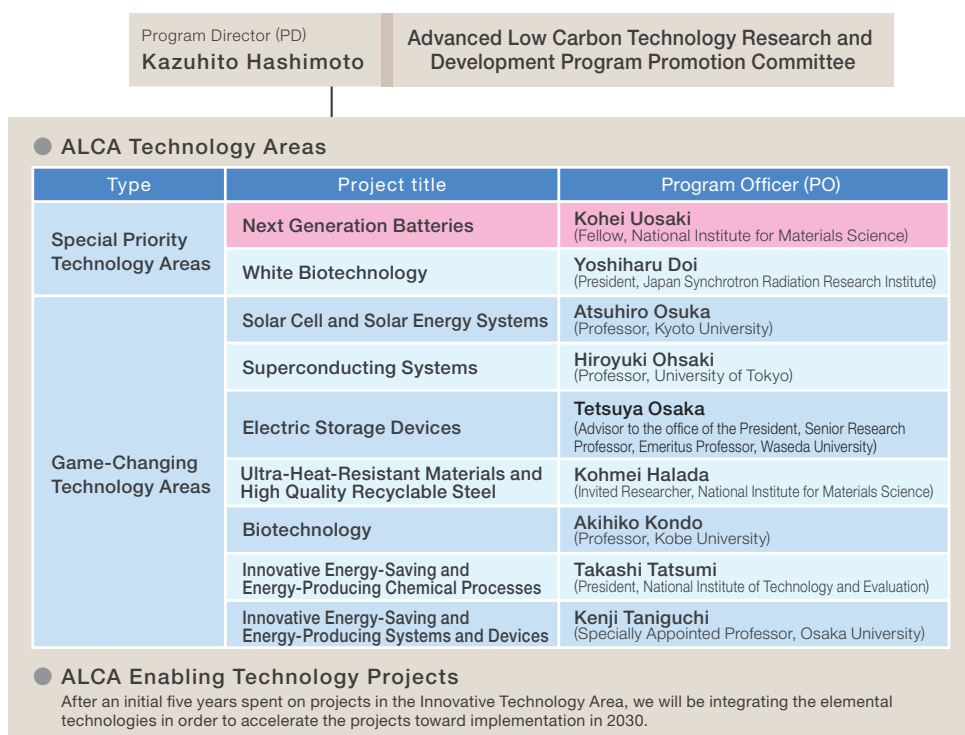 Program Director (PD)
Kazuhito Hashimoto
Advanced Low Carbon Technology Research and
Development Program Promotion Committee
ALCA Technology Areas
Type
Project title
Program Officer (PO)
Special Priority
Technology Areas
Next Generation Batteries
Kohei Uosaki
(Fellow, National Institute for Materials Science)
White Biotechnology
Yoshiharu Doi
(President, Japan Synchrotron Radiation Research Institute)
Game-Changing
Technology Areas
Solar Cell and Solar Energy Systems
Atsuhiro Osuka
(Professor, Kyoto University)
Superconducting Systems
Hiroyuki Ohsaki
(Professor, University of Tokyo)
Electric Storage Devices
Tetsuya Osaka
(Advisor to the office of the President, Senior Research
Professor, Emeritus Professor, Waseda University)
Ultra-Heat-Resistant Materials and
High Quality Recyclable Steel
Kohmei Halada
(Invited Researcher, National Institute for Materials Science)
Biotechnology
Akihiko Kondo
(Professor, Kobe University)
Innovative Energy-Saving and
Energy-Producing Chemical Processes
Takashi Tatsumi
(President, National Institute of Technology and Evaluation)
Innovative Energy-Saving and
Energy-Producing Systems and Devices
Kenji Taniguchi
(Specially Appointed Professor, Osaka University)
ALCA Enabling Technology Projects
After an initial five years spent on projects in the Innovative Technology Area, we will be integrating the elemental
technologies in order to accelerate the projects toward implementation in 2030.